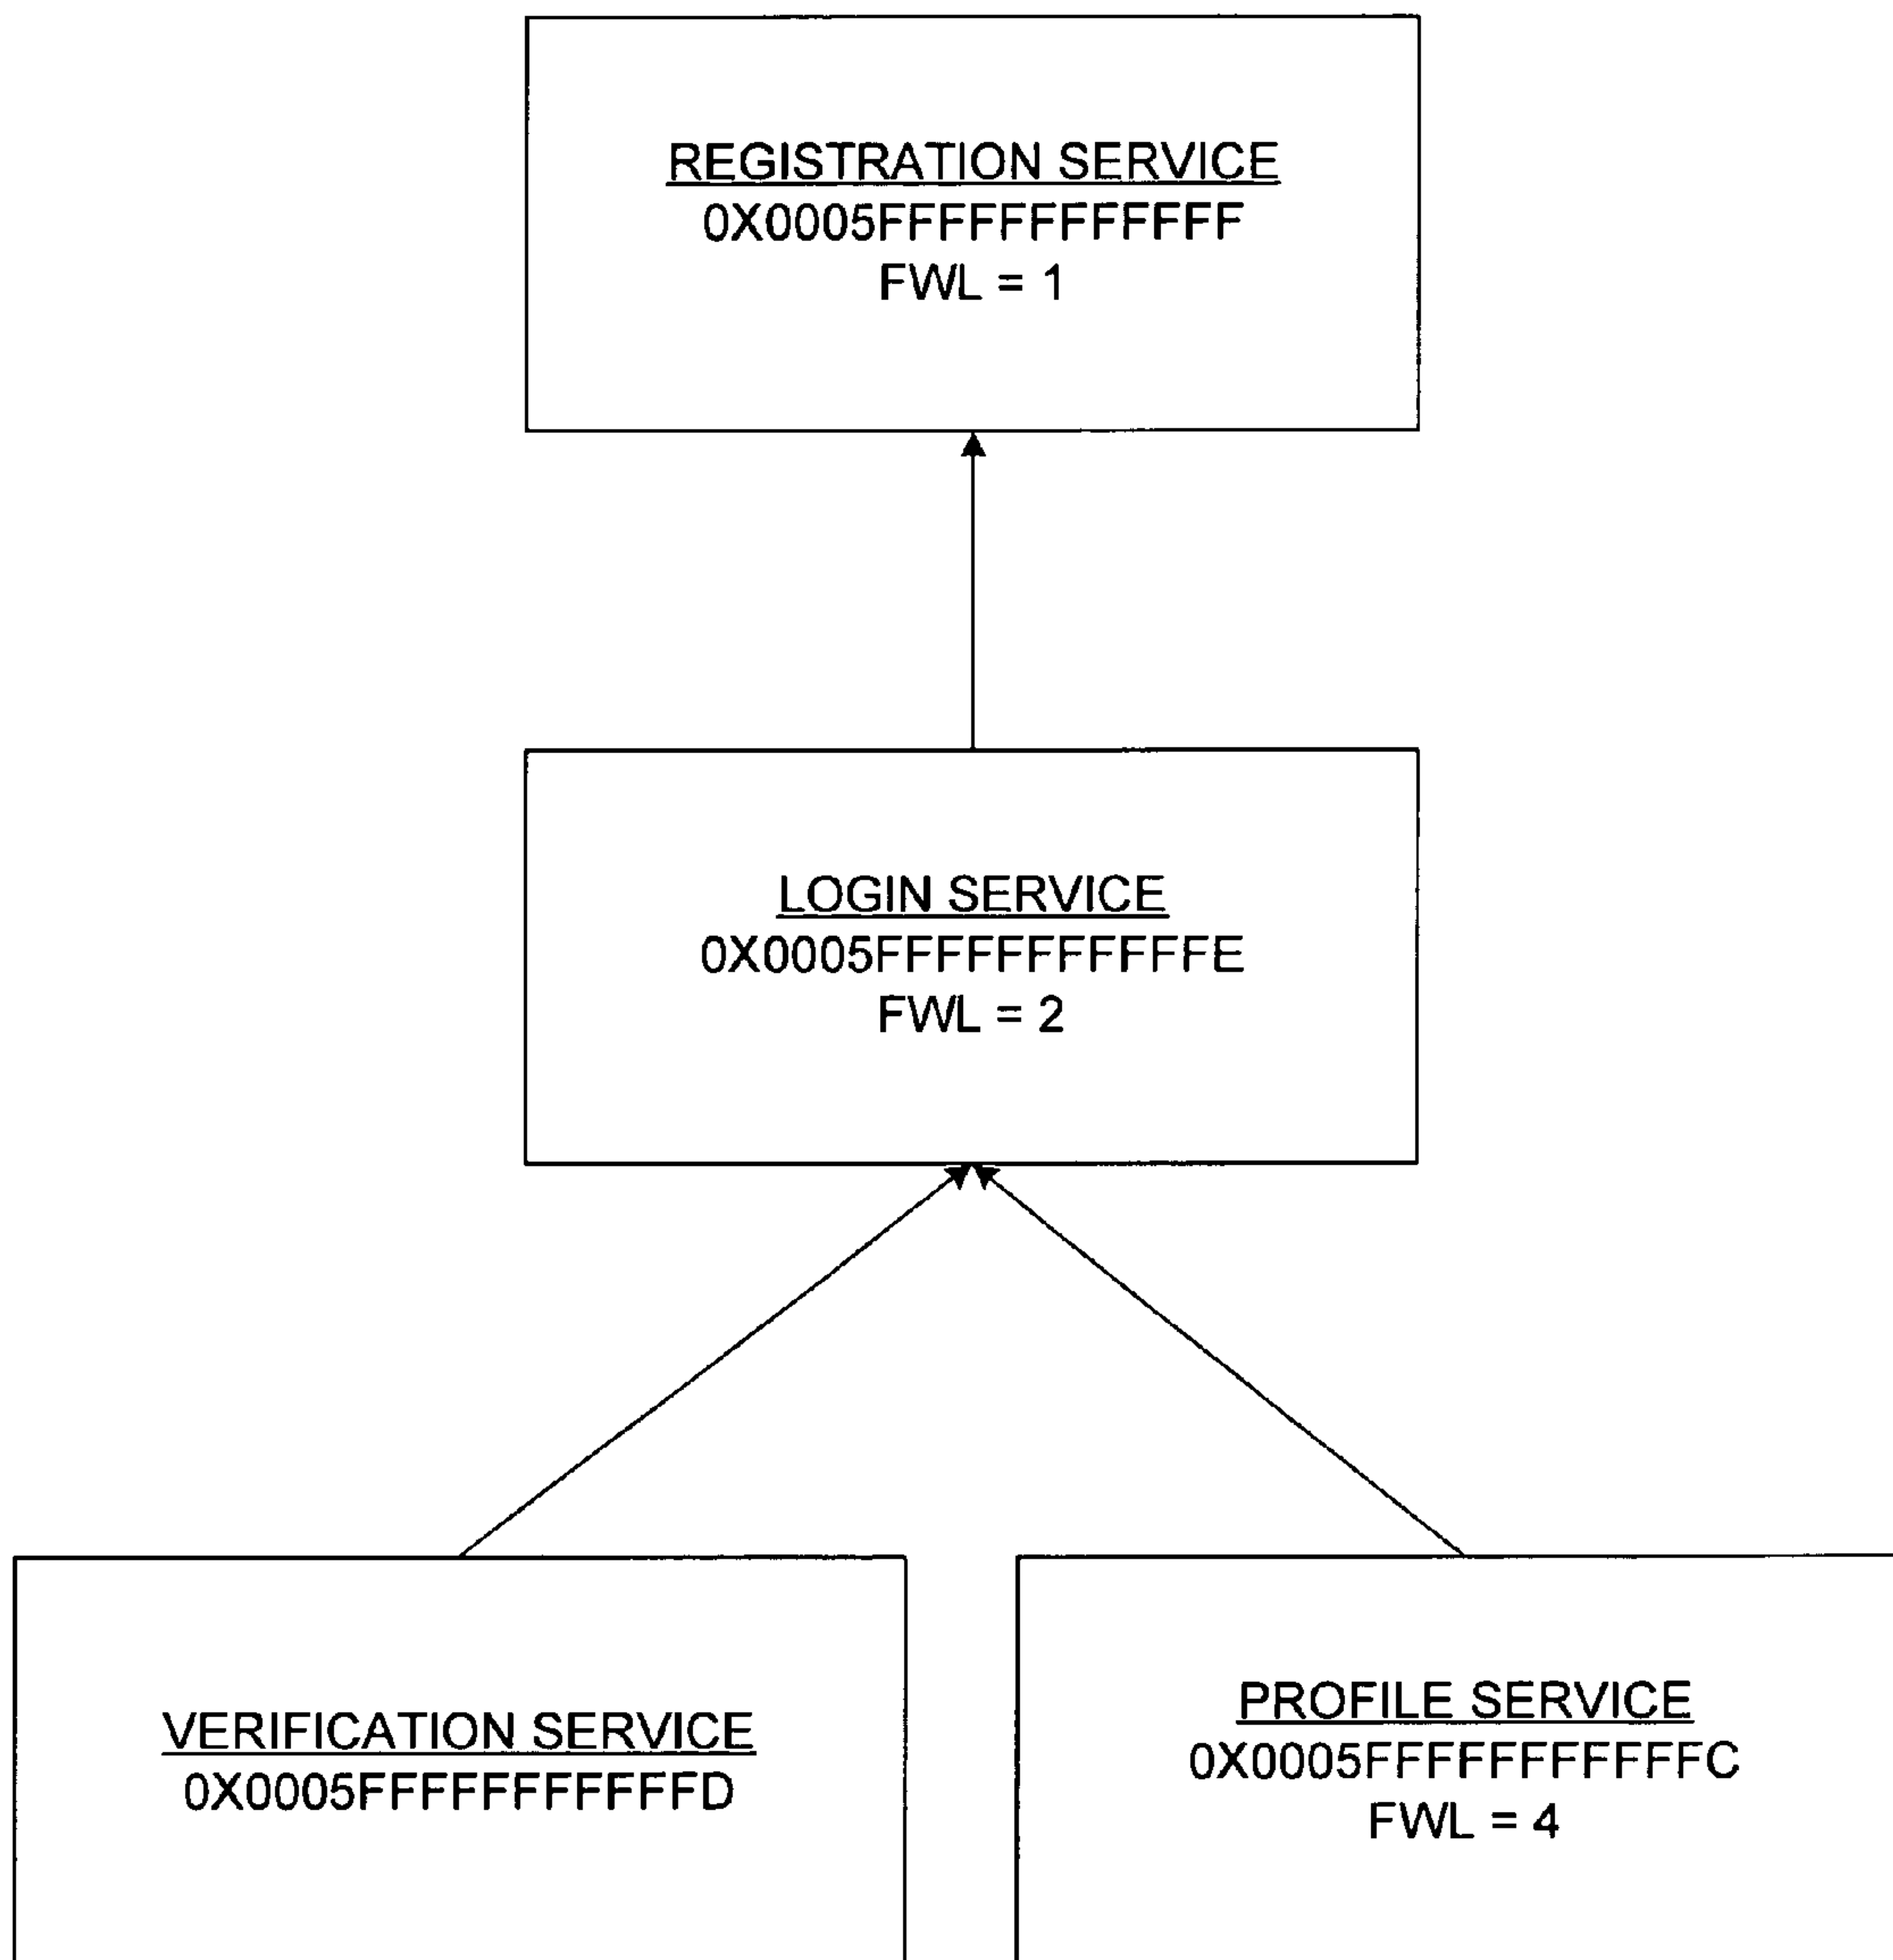 REGISTRATION SERVICE
0X0005FFFFFFFFFFFF
FWL = 1
LOGIN SERVICE
0X0005FFFFFFFFFFFE
FWL = 2
VERIFICATION SERVICE
0X0005FFFFFFFFFFFD
PROFILE SERVICE
0X0005FFFFFFFFFFFC
FWL = 4